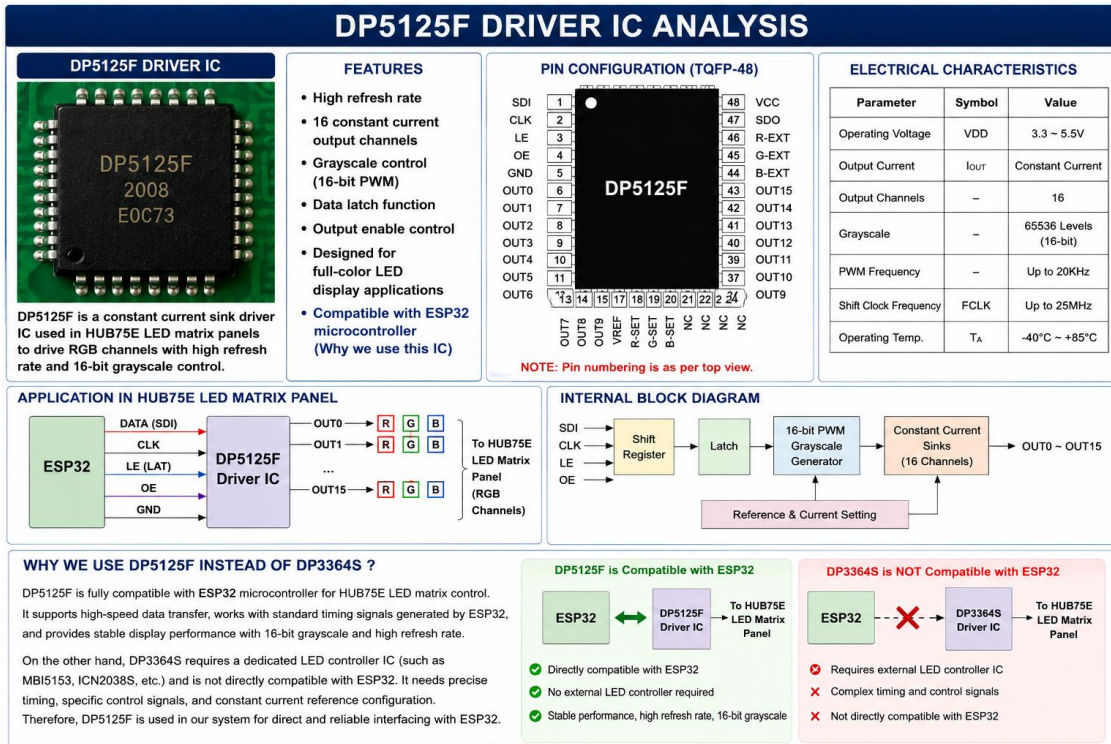 DP5125F DRIVER IC ANALYSIS
DP5125F DRIVER IC
DP5125F
2008
E0C73
DP5125F is a constant current sink driver
IC used in HUB75E LED matrix panels
to drive RGB channels with high refresh
rate and 16-bit grayscale control.
FEATURES
• High refresh rate
• 16 constant current
output channels
• Grayscale control
(16-bit PWM)
• Data latch function
• Output enable control
• Designed for
full-color LED
display applications
• Compatible with ESP32
microcontroller
(Why we use this IC)
PIN CONFIGURATION (TQFP-48)
SDI 1
CLK 2
LE 3
OE 4
GND 5
OUT0 6
OUT1 7
OUT2 8
OUT3 9
OUT4 10
OUT5 11
OUT6
DP5125F
48 VCC
47 SDO
46 R-EXT
45 G-EXT
44 B-EXT
43 OUT15
42 OUT14
41 OUT13
40 OUT12
39 OUT11
37 OUT10
OUT9
13 14 15 17 18 19 20 21 22
OUT7
OUT8
OUT9
VREF
R-SET
G-SET
B-SET
NC
NC
NC
NC
NOTE: Pin numbering is as per top view.
ELECTRICAL CHARACTERISTICS
Parameter Symbol Value
Operating Voltage VDD 3.3 ~ 5.5V
Output Current IOUT Constant Current
Output Channels – 16
Grayscale – 65536 Levels
(16-bit)
PWM Frequency – Up to 20KHz
Shift Clock Frequency FCLK Up to 25MHz
Operating Temp. TA -40°C ~ +85°C
APPLICATION IN HUB75E LED MATRIX PANEL
ESP32
DATA (SDI)
CLK
LE (LAT)
OE
GND
DP5125F
Driver IC
OUT0 R G B
OUT1 R G B
...
OUT15 R G B
To HUB75E
LED Matrix
Panel
(RGB
Channels)
INTERNAL BLOCK DIAGRAM
SDI
CLK
LE
OE
Shift
Register
Latch
16-bit PWM
Grayscale
Generator
Constant Current
Sinks
(16 Channels)
OUT0 ~ OUT15
Reference & Current Setting
WHY WE USE DP5125F INSTEAD OF DP3364S ?
DP5125F is fully compatible with ESP32 microcontroller for HUB75E LED matrix control.
It supports high-speed data transfer, works with standard timing signals generated by ESP32,
and provides stable display performance with 16-bit grayscale and high refresh rate.
On the other hand, DP3364S requires a dedicated LED controller IC (such as
MBI5153, ICN2038S, etc.) and is not directly compatible with ESP32. It needs precise
timing, specific control signals, and constant current reference configuration.
Therefore, DP5125F is used in our system for direct and reliable interfacing with ESP32.
DP5125F is Compatible with ESP32
ESP32
DP5125F
Driver IC
To HUB75E
LED Matrix
Panel
Directly compatible with ESP32
No external LED controller required
Stable performance, high refresh rate, 16-bit grayscale
DP3364S is NOT Compatible with ESP32
ESP32
DP3364S
Driver IC
To HUB75E
LED Matrix
Panel
Requires external LED controller IC
Complex timing and control signals
Not directly compatible with ESP32